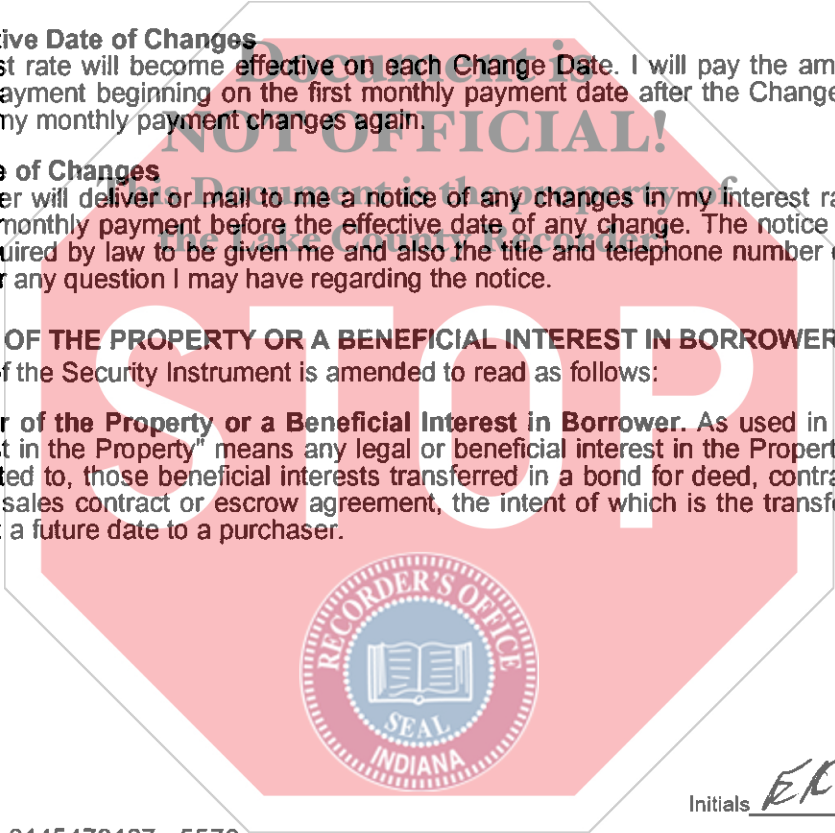 ive Date of Changes
st rate will become effective on each Change Date. I will pay the am
ayment beginning on the first monthly payment date after the Change
my monthly payment changes again.
e of Changes
er will deliver or mail to me a notice of any changes in my interest ra
monthly payment before the effective date of any change. The notice
uired by law to be given me and also the title and telephone number
r any question I may have regarding the notice.
OF THE PROPERTY OR A BENEFICIAL INTEREST IN BORROWER
f the Security Instrument is amended to read as follows:
r of the Property or a Beneficial Interest in Borrower. As used in
st in the Property" means any legal or beneficial interest in the Propert
ted to, those beneficial interests transferred in a bond for deed, contra
sales contract or escrow agreement, the intent of which is the transf
t a future date to a purchaser.
Document is
NOT OFFICIAL!
This Document is the property of
the Lake County Recorder!
STOP
RECORDER'S OFFICE
SEAL
INDIANA
Initials EK